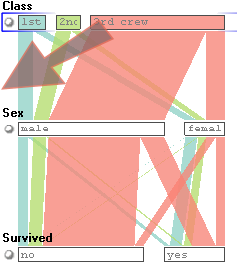 Class
1st 2nd 3rd crew
Sex
male femal
Survived
no yes